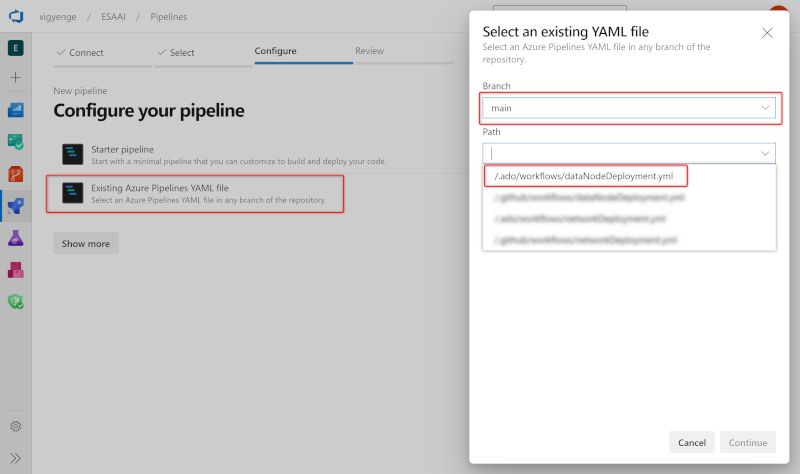 xigyenge / ESAAI / Pipelines
E
Connect
Select
Configure
Review
New pipeline
Configure your pipeline
Starter pipeline
Start with a minimal pipeline that you can customize to build and deploy your code.
Existing Azure Pipelines YAML file
Select an Azure Pipelines YAML file in any branch of the repository.
Show more
Select an existing YAML file
Select an Azure Pipelines YAML file in any branch of the
repository.
Branch
main
Path
/.ado/workflows/dataNodeDeployment.yml
/.github/workflows/dataNodeDeployment.yml
/.ado/workflows/networkDeployment.yml
/.github/workflows/networkDeployment.yml
Cancel
Continue